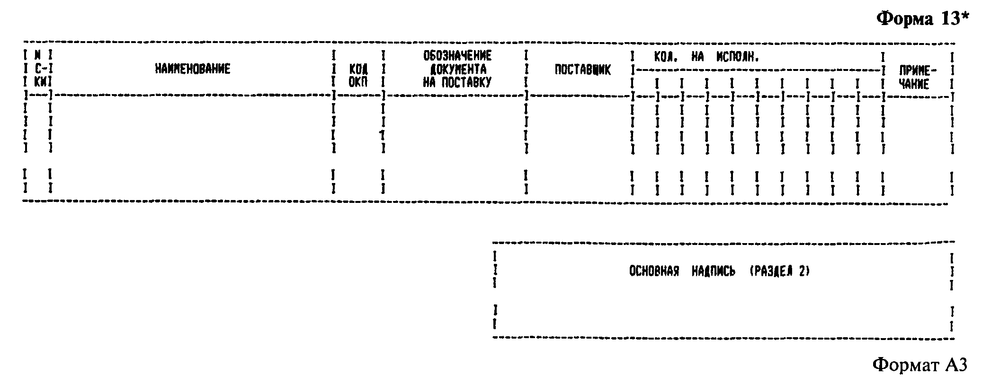 Форма 13*
N С-КИ
НАИМЕНОВАНИЕ
КОД ОКП
ОБОЗНАЧЕНИЕ ДОКУМЕНТА НА ПОСТАВКУ
ПОСТАВЩИК
КОЛ. НА ИСПОЛН.
ПРИМЕ-ЧАНИЕ
ОСНОВНАЯ НАДПИСЬ (РАЗДЕЛ 2)
Формат А3